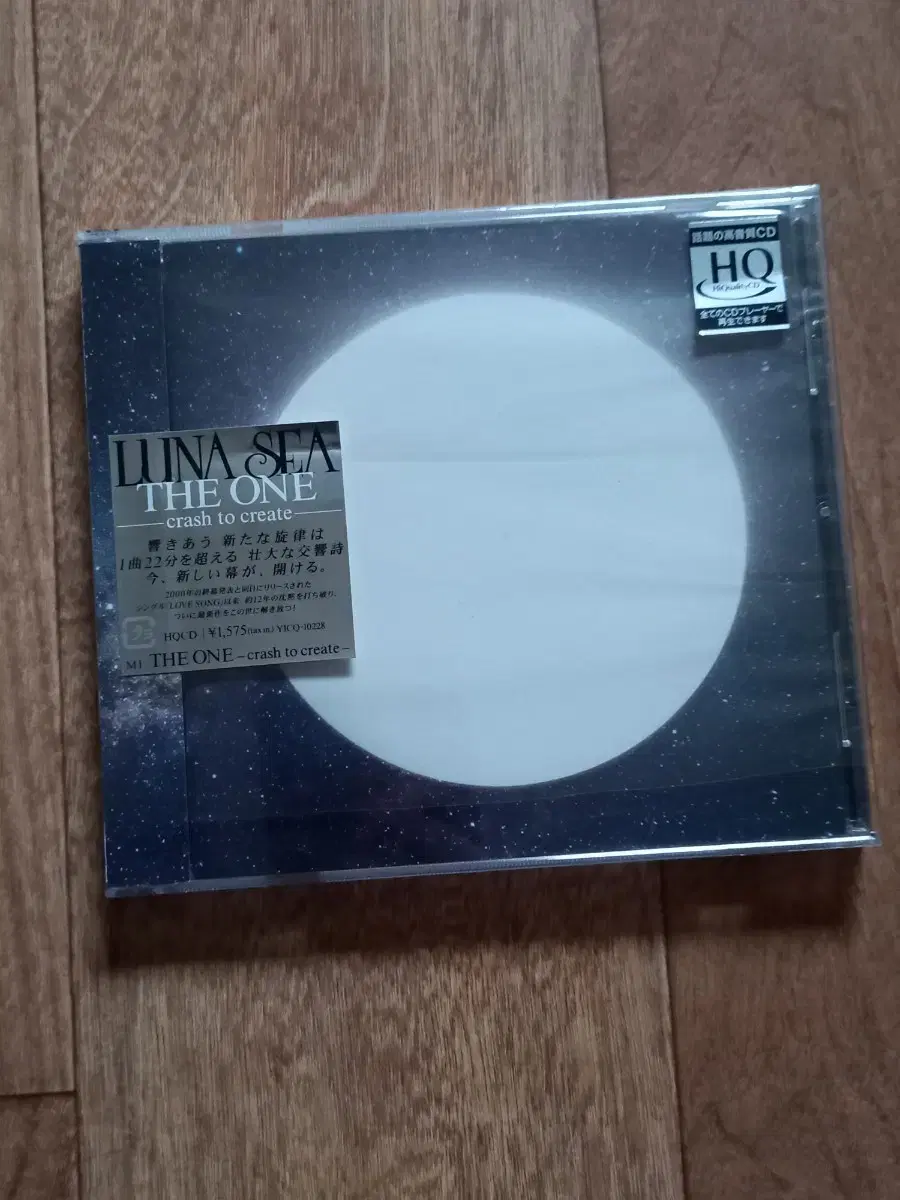 話題の高音質CD
HQ
HiQualityCD
全てのCDプレーヤーで
再生できます
LUNA SEA
THE ONE
crash to create
響きあう 新たな旋律は
1曲22分を超える 壮大な交響詩
今、新しい幕が、開ける。
2000年の終幕発表と同日にリリースされた
シングル「LOVE SONG」以来、約12年の沈黙を打ち破り、
ついに最新作をこの世に解き放つ!
HQCD | ¥1,575(tax in.) YICQ-10228
M1 THE ONE – crash to create –